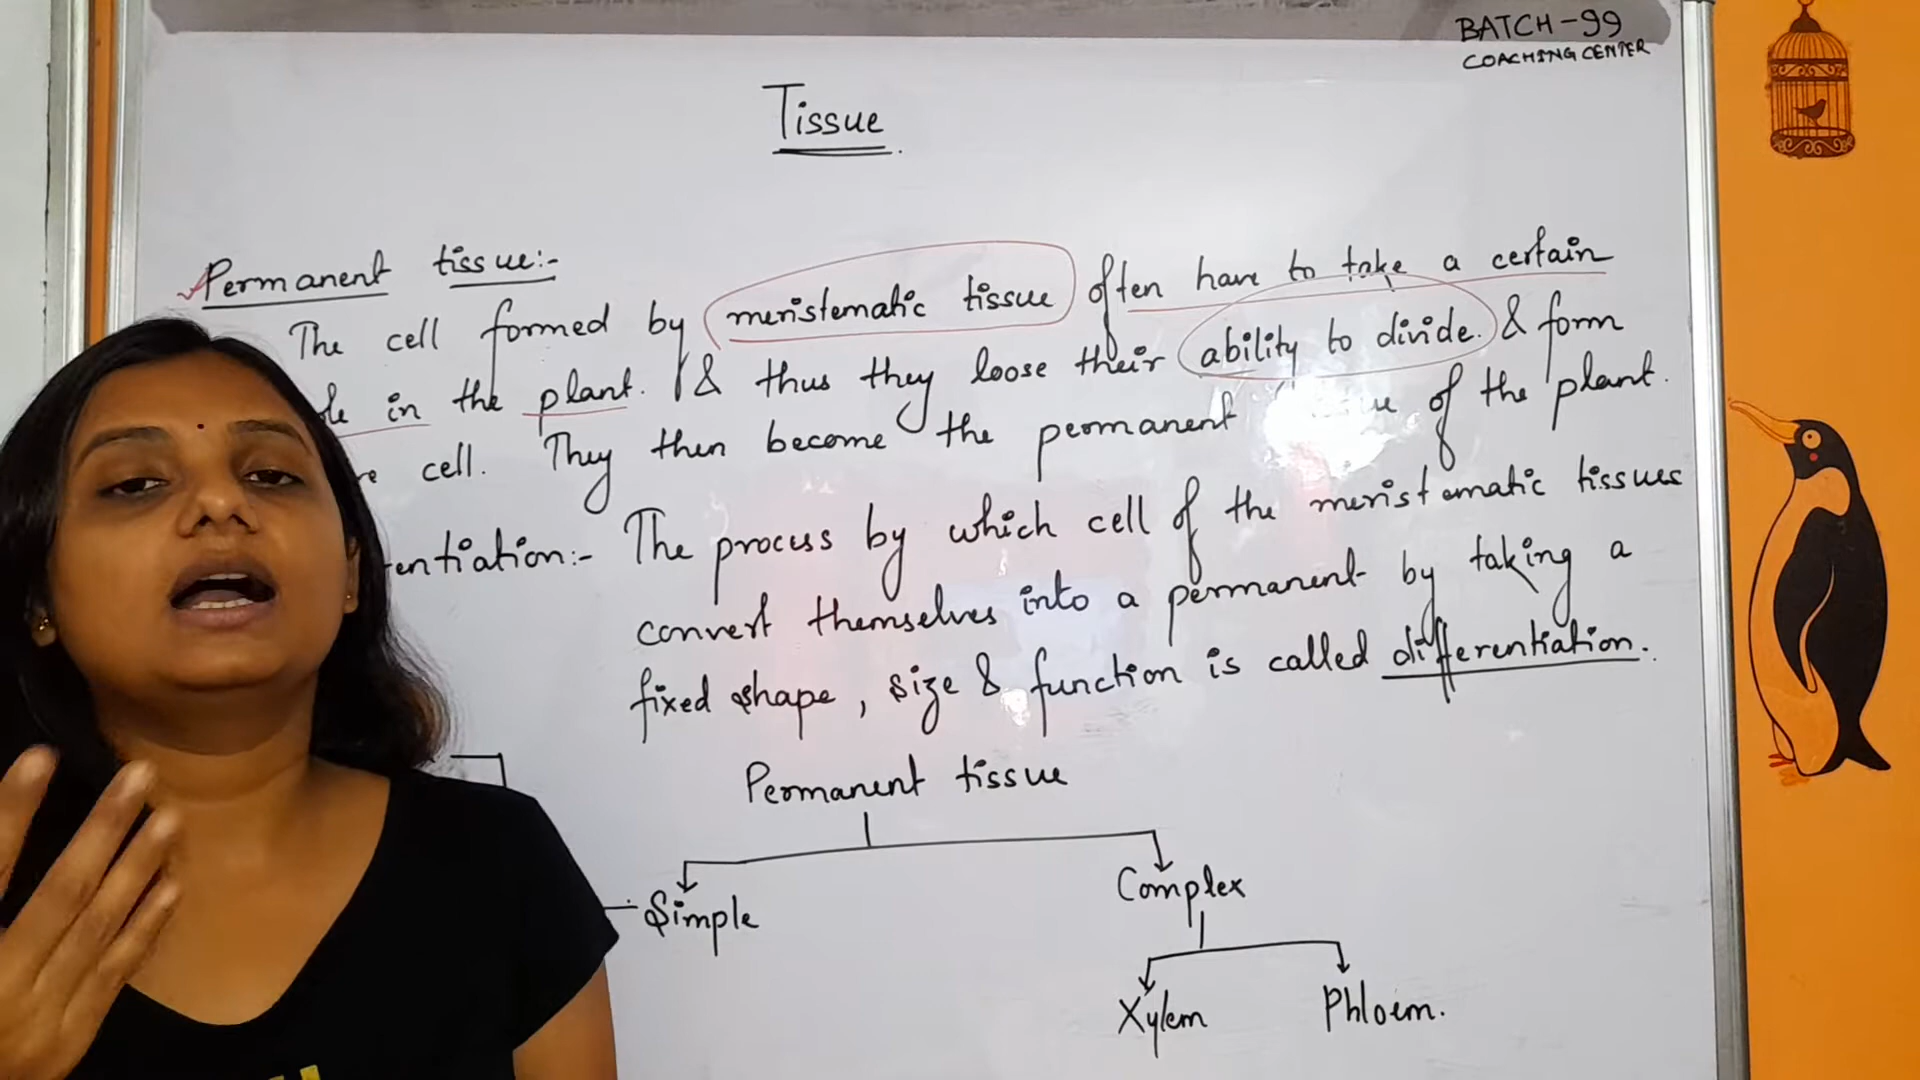 BATCH-99
COACHING CENTER
Tissue
Permanent tissue:-
The cell formed by meristematic tissue often have to take a certain
in the plant. & thus they loose their ability to divide. & form
cell. They then become the permanent of the plant.
entiation:- The process by which cell of the meristematic tissues
convert themselves into a permanent by taking a
fixed shape, size & function is called differentiation.
Permanent tissue
Simple
Complex
Xylem
Phloem.